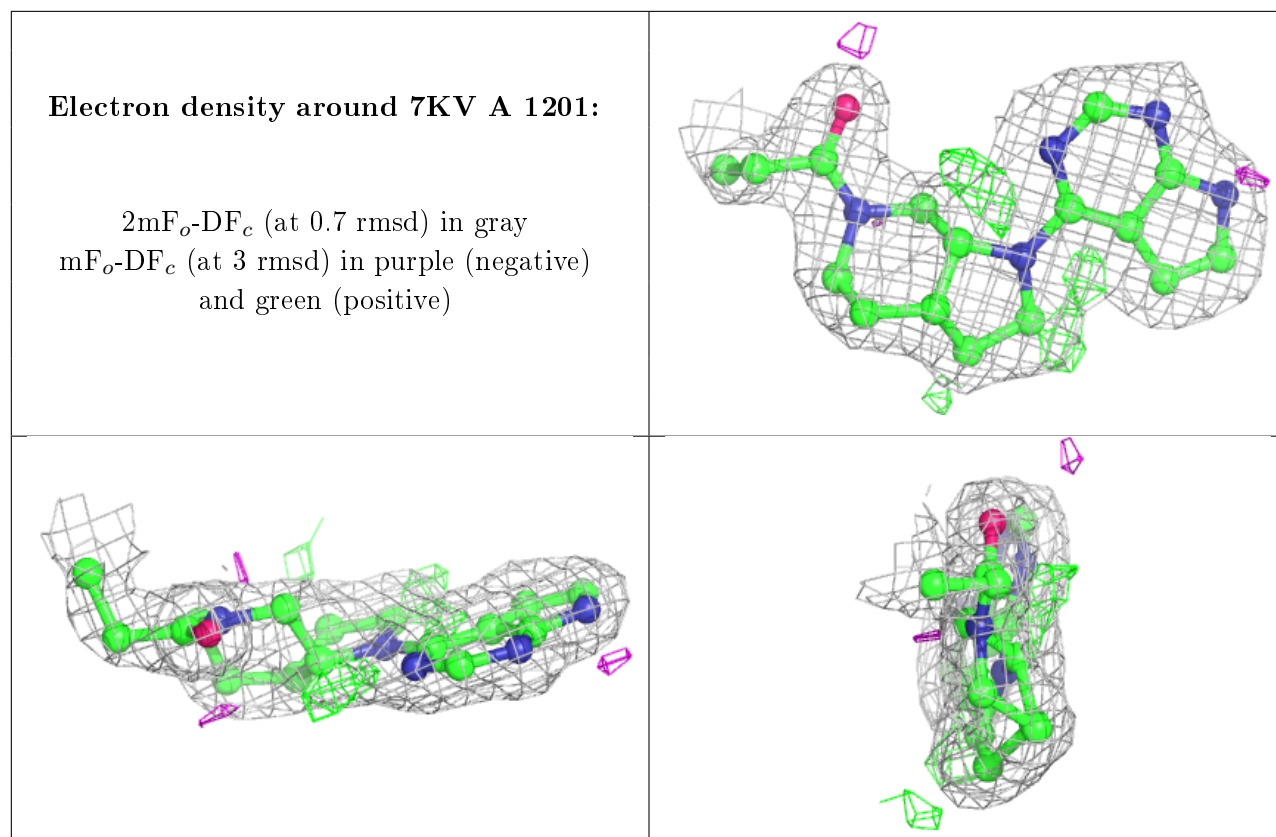 Electron density around 7KV A 1201:
2mFo-DFc (at 0.7 rmsd) in gray
mFo-DFc (at 3 rmsd) in purple (negative)
and green (positive)